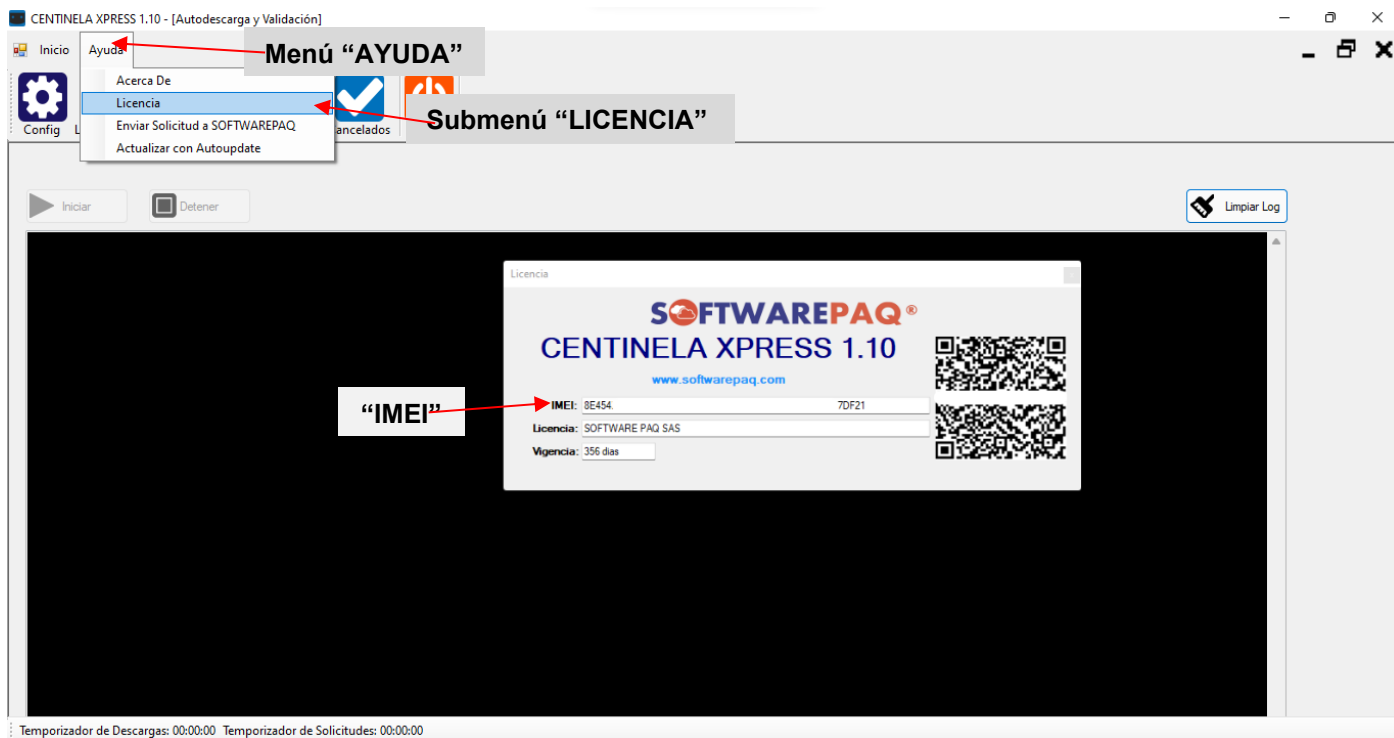 CENTINELA XPRESS 1.10 - [Autodescarga y Validación]
Inicio Ayuda
Menú “AYUDA”
Acerca De
Licencia
Submenú “LICENCIA”
Enviar Solicitud a SOFTWAREPAQ
Actualizar con Autoupdate
Config
Iniciar Detener Limpiar Log
Licencia
SOFTWAREPAQ®
CENTINELA XPRESS 1.10
www.softwarepaq.com
“IMEI”
IMEI: 8E454. 7DF21
Licencia: SOFTWARE PAQ SAS
Vigencia: 356 dias
Temporizador de Descargas: 00:00:00 Temporizador de Solicitudes: 00:00:00